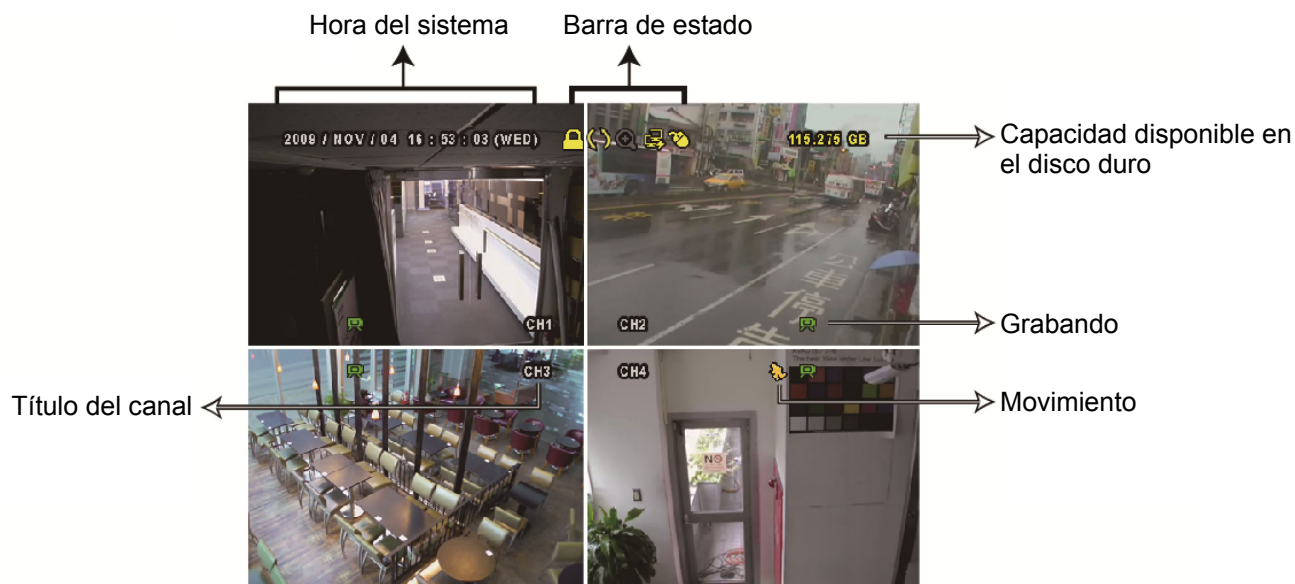 Hora del sistema
Barra de estado
2009 / NOV / 04 16 : 53 : 03 (WED)
115.275 GB
Capacidad disponible en
el disco duro
CH1
CH2
Grabando
CH3
CH4
Título del canal
Movimiento
NO